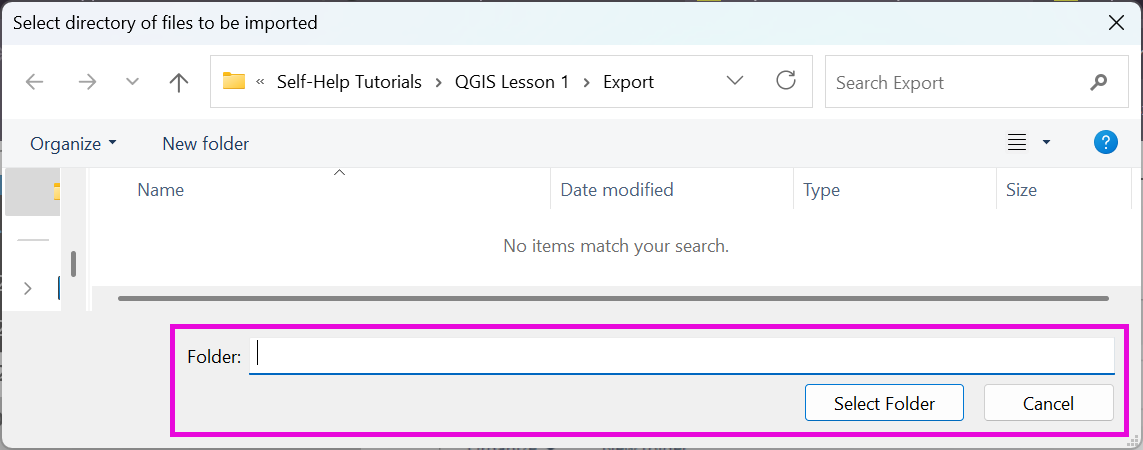 Select directory of files to be imported
« Self-Help Tutorials > QGIS Lesson 1 > Export
Search Export
Organize
New folder
?
Name Date modified Type Size
No items match your search.
Folder:
Select Folder Cancel